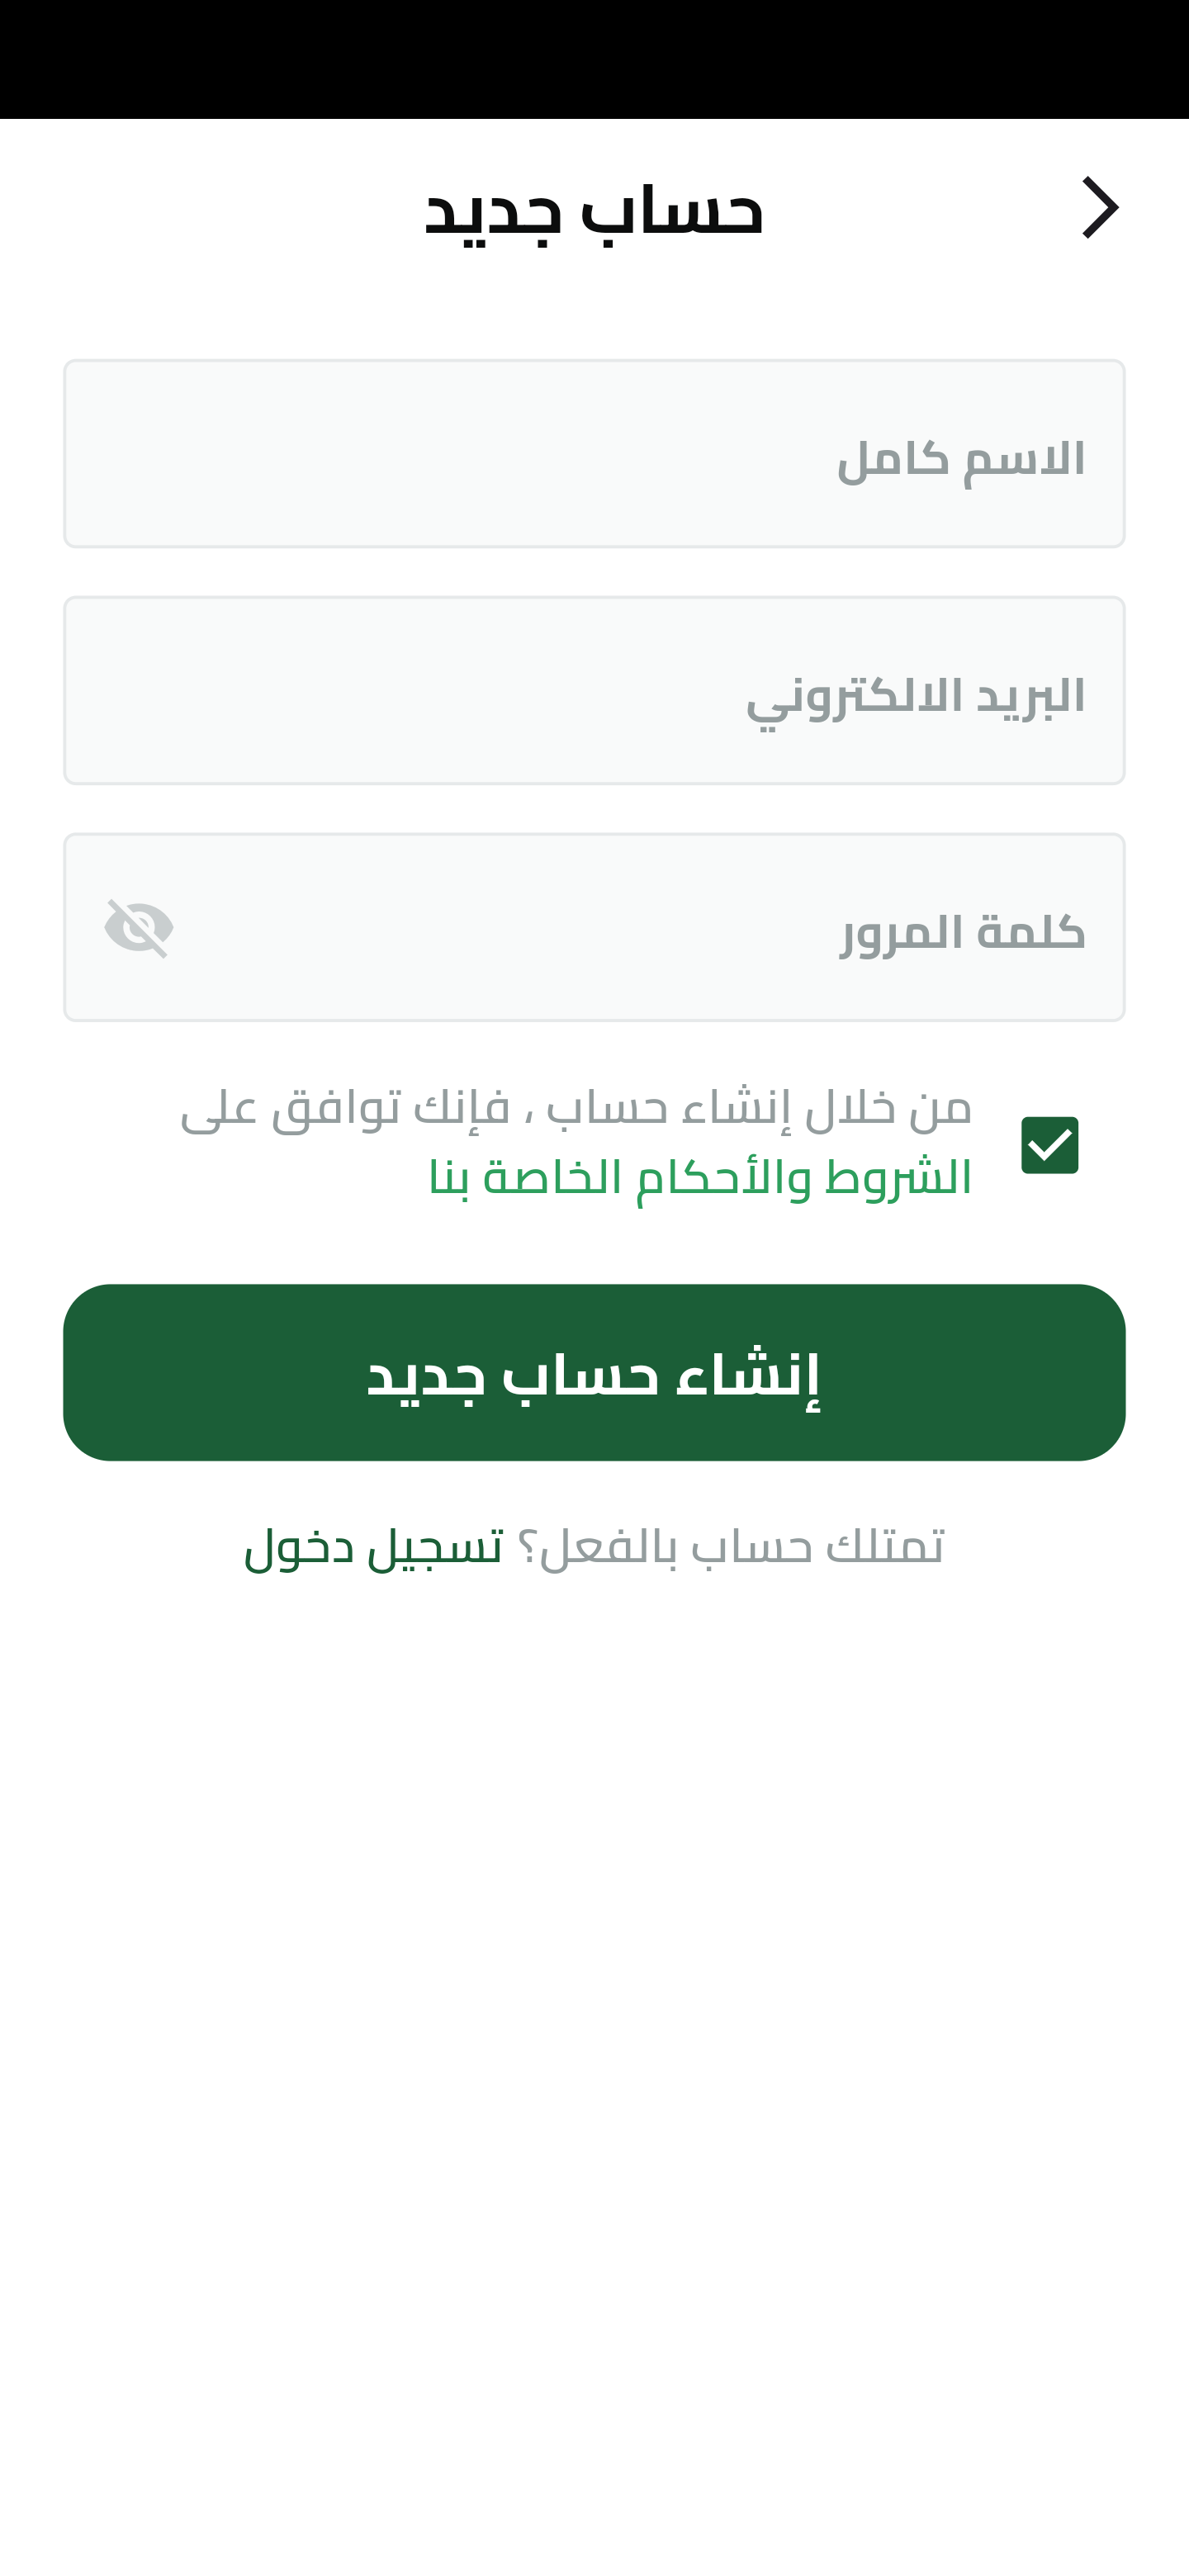 حساب جديد
الاسم كامل
البريد الالكتروني
كلمة المرور
من خلال إنشاء حساب ، فإنك توافق على
الشروط والأحكام الخاصة بنا
إنشاء حساب جديد
تمتلك حساب بالفعل؟ تسجيل دخول